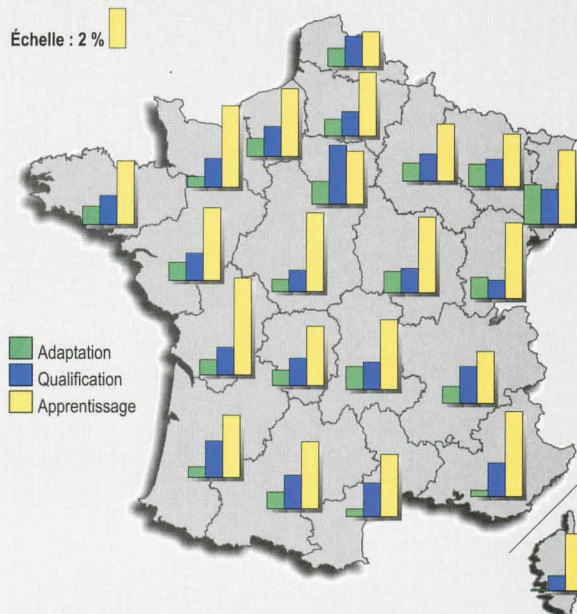 Échelle : 2 %
Adaptation
Qualification
Apprentissage